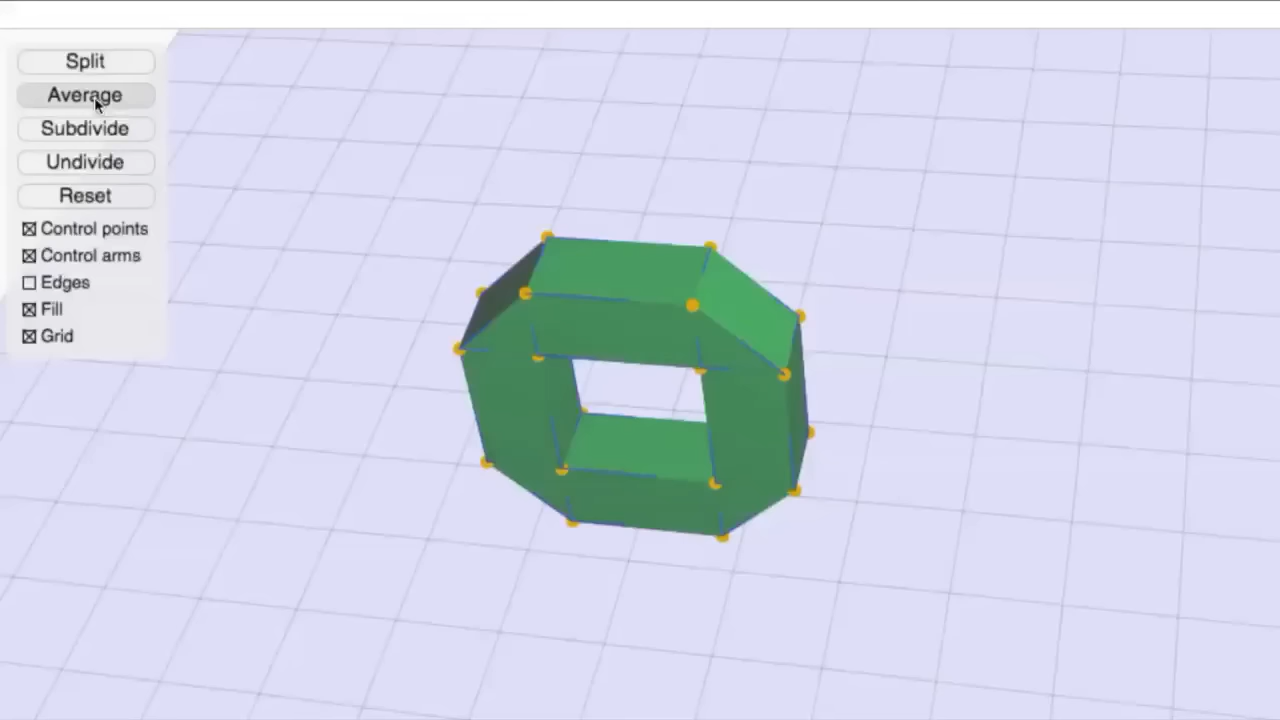 Split
Average
Subdivide
Undivide
Reset
Control points
Control arms
Edges
Fill
Grid